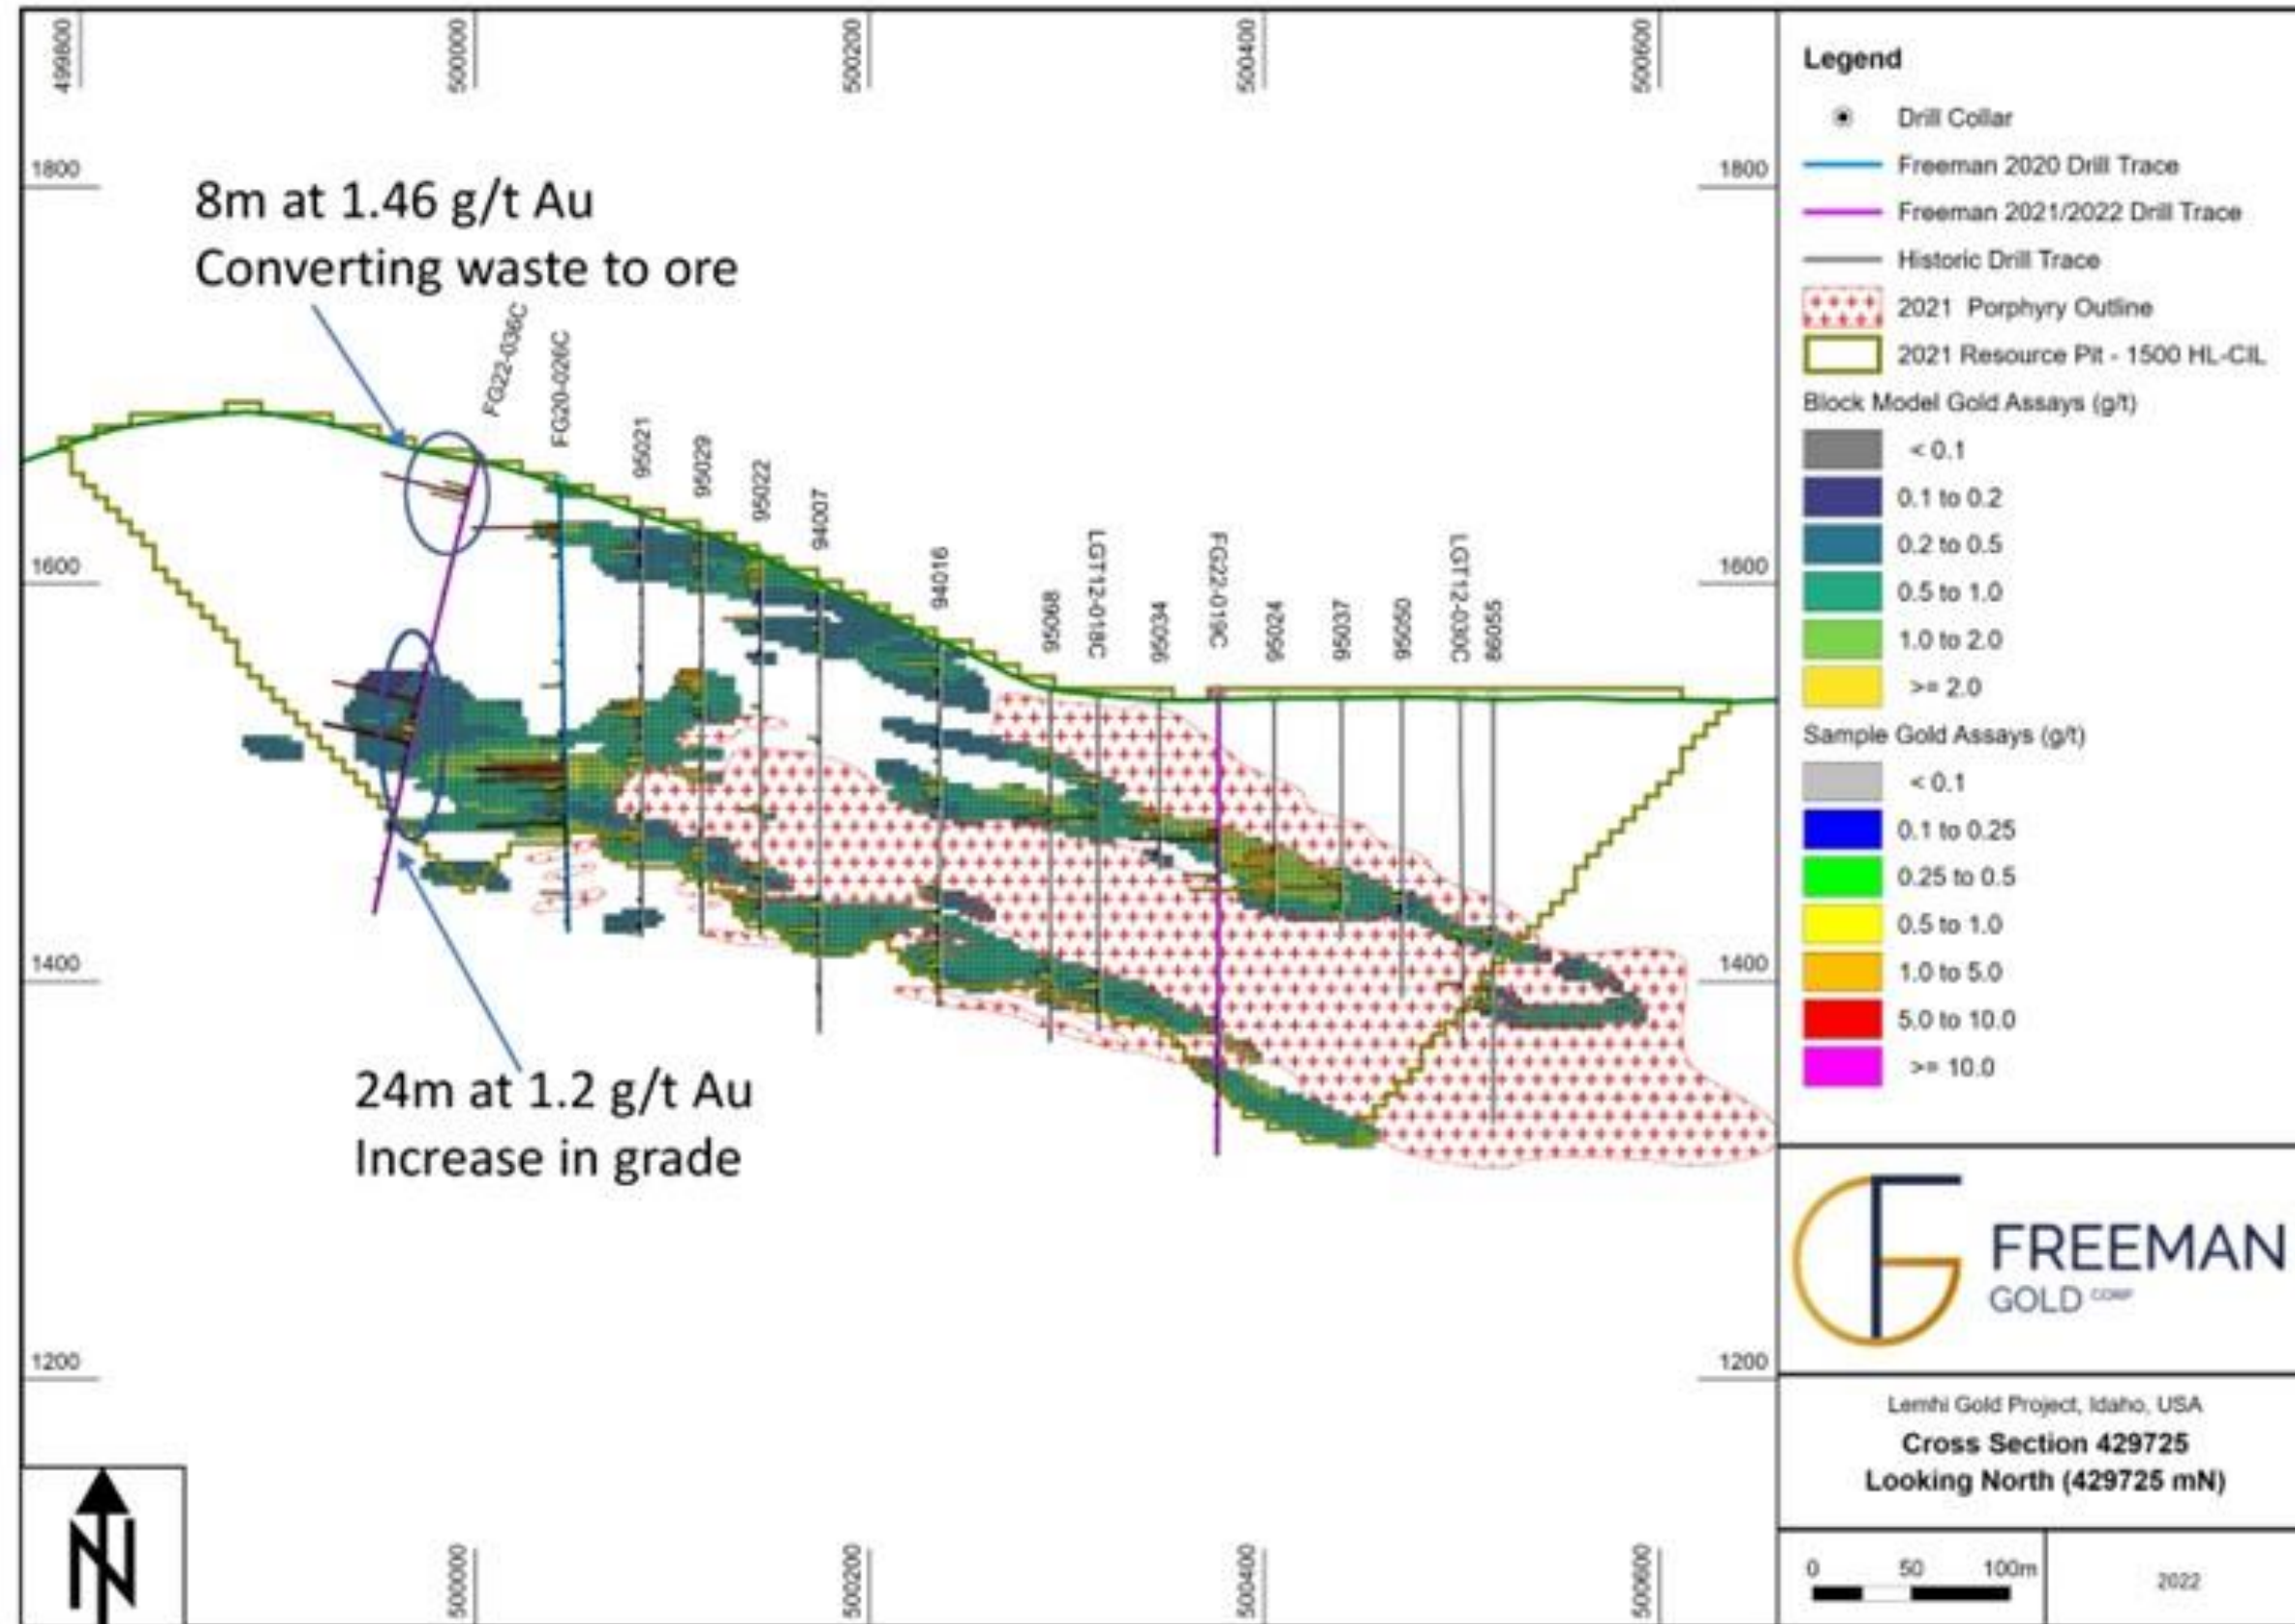 499800
500000
500200
500400
500600
1800
1800
8m at 1.46 g/t Au
Converting waste to ore
FG22-036C
FG20-026C
95021
95029
95022
94007
94016
95068
LGT12-018C
95034
FG22-019C
95024
95037
95050
LGT12-030C
1600
1600
1400
1400
24m at 1.2 g/t Au
Increase in grade
1200
1200
500000
500200
500400
500600
N
Legend
Drill Collar
Freeman 2020 Drill Trace
Freeman 2021/2022 Drill Trace
Historic Drill Trace
2021 Porphyry Outline
2021 Resource Pit - 1500 HL-CIL
Block Model Gold Assays (g/t)
< 0.1
0.1 to 0.2
0.2 to 0.5
0.5 to 1.0
1.0 to 2.0
>= 2.0
Sample Gold Assays (g/t)
< 0.1
0.1 to 0.25
0.25 to 0.5
0.5 to 1.0
1.0 to 5.0
5.0 to 10.0
>= 10.0
FREEMAN
GOLD CORP
Lemhi Gold Project, Idaho, USA
Cross Section 429725
Looking North (429725 mN)
0 50 100m
2022